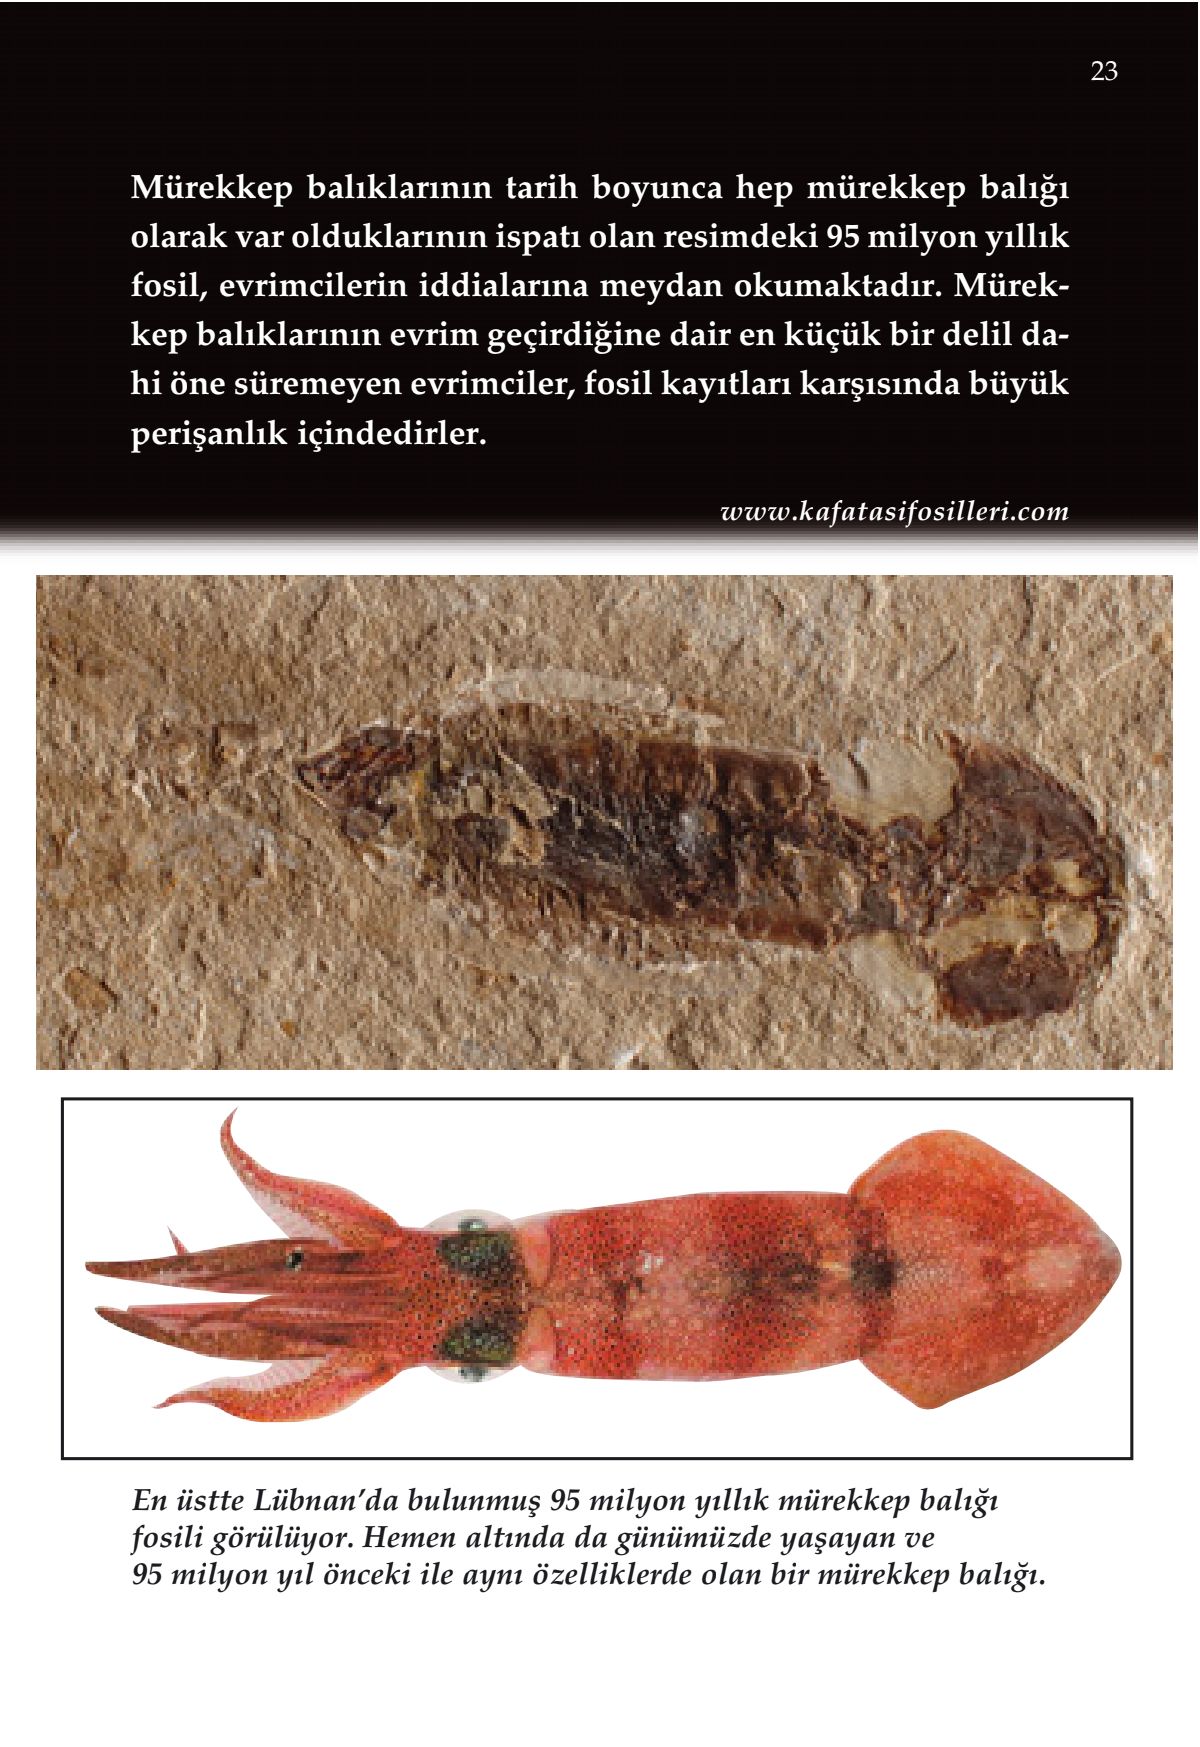 23
Mürekkep balıklarının tarih boyunca hep mürekkep balığı
olarak var olduklarının ispatı olan resimdeki 95 milyon yıllık
fosil, evrimcilerin iddialarına meydan okumaktadır. Mürek-
kep balıklarının evrim geçirdiğine dair en küçük bir delil da-
hi öne süremeyen evrimciler, fosil kayıtları karşısında büyük
perişanlık içindedirler.
www.kafatasifosilleri.com
En üstte Lübnan’da bulunmuş 95 milyon yıllık mürekkep balığı
fosili görülüyor. Hemen altında da günümüzde yaşayan ve
95 milyon yıl önceki ile aynı özelliklerde olan bir mürekkep balığı.